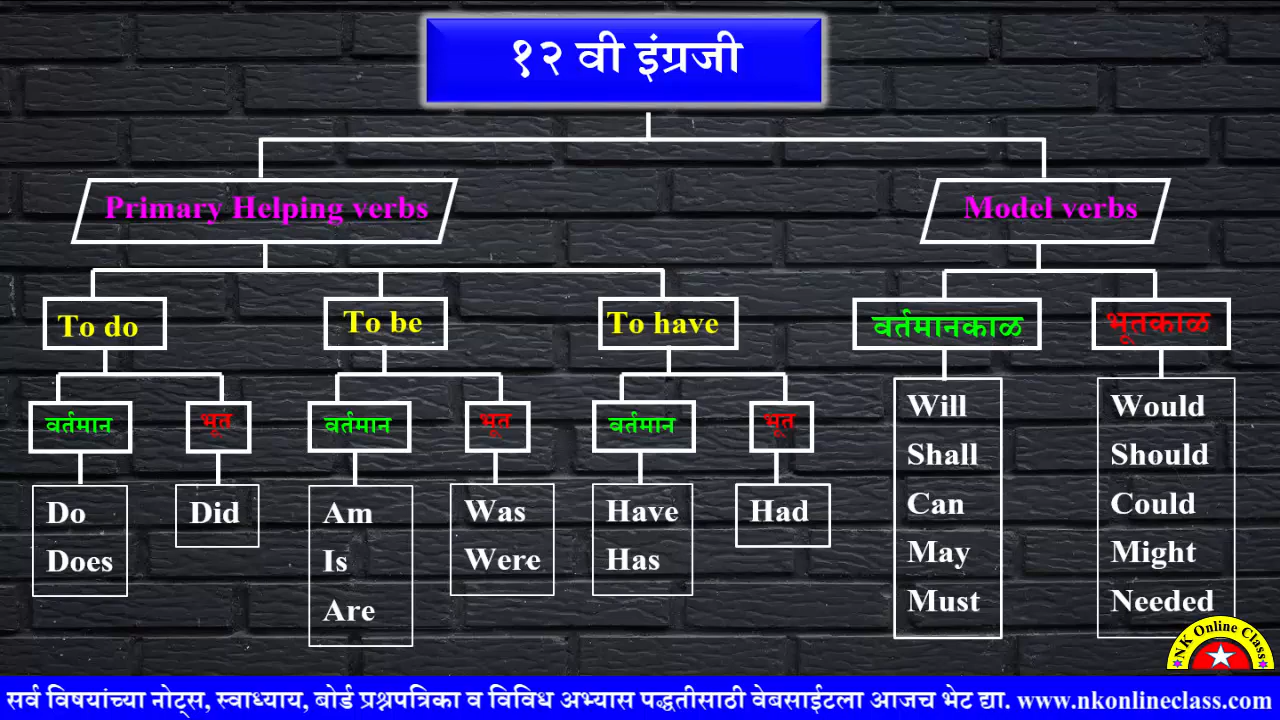 १२ वी इंग्रजी
Primary Helping verbs
Model verbs
To do
To be
To have
वर्तमानकाळ
भूतकाळ
वर्तमान
भूत
वर्तमान
भूत
वर्तमान
भूत
Do
Does
Did
Am
Is
Are
Was
Were
Have
Has
Had
Will
Shall
Can
May
Must
Would
Should
Could
Might
Needed
NK Online Class
सर्व विषयांच्या नोट्स, स्वाध्याय, बोर्ड प्रश्नपत्रिका व विविध अभ्यास पद्धतीसाठी वेबसाईटला आजच भेट द्या. www.nkonlineclass.com